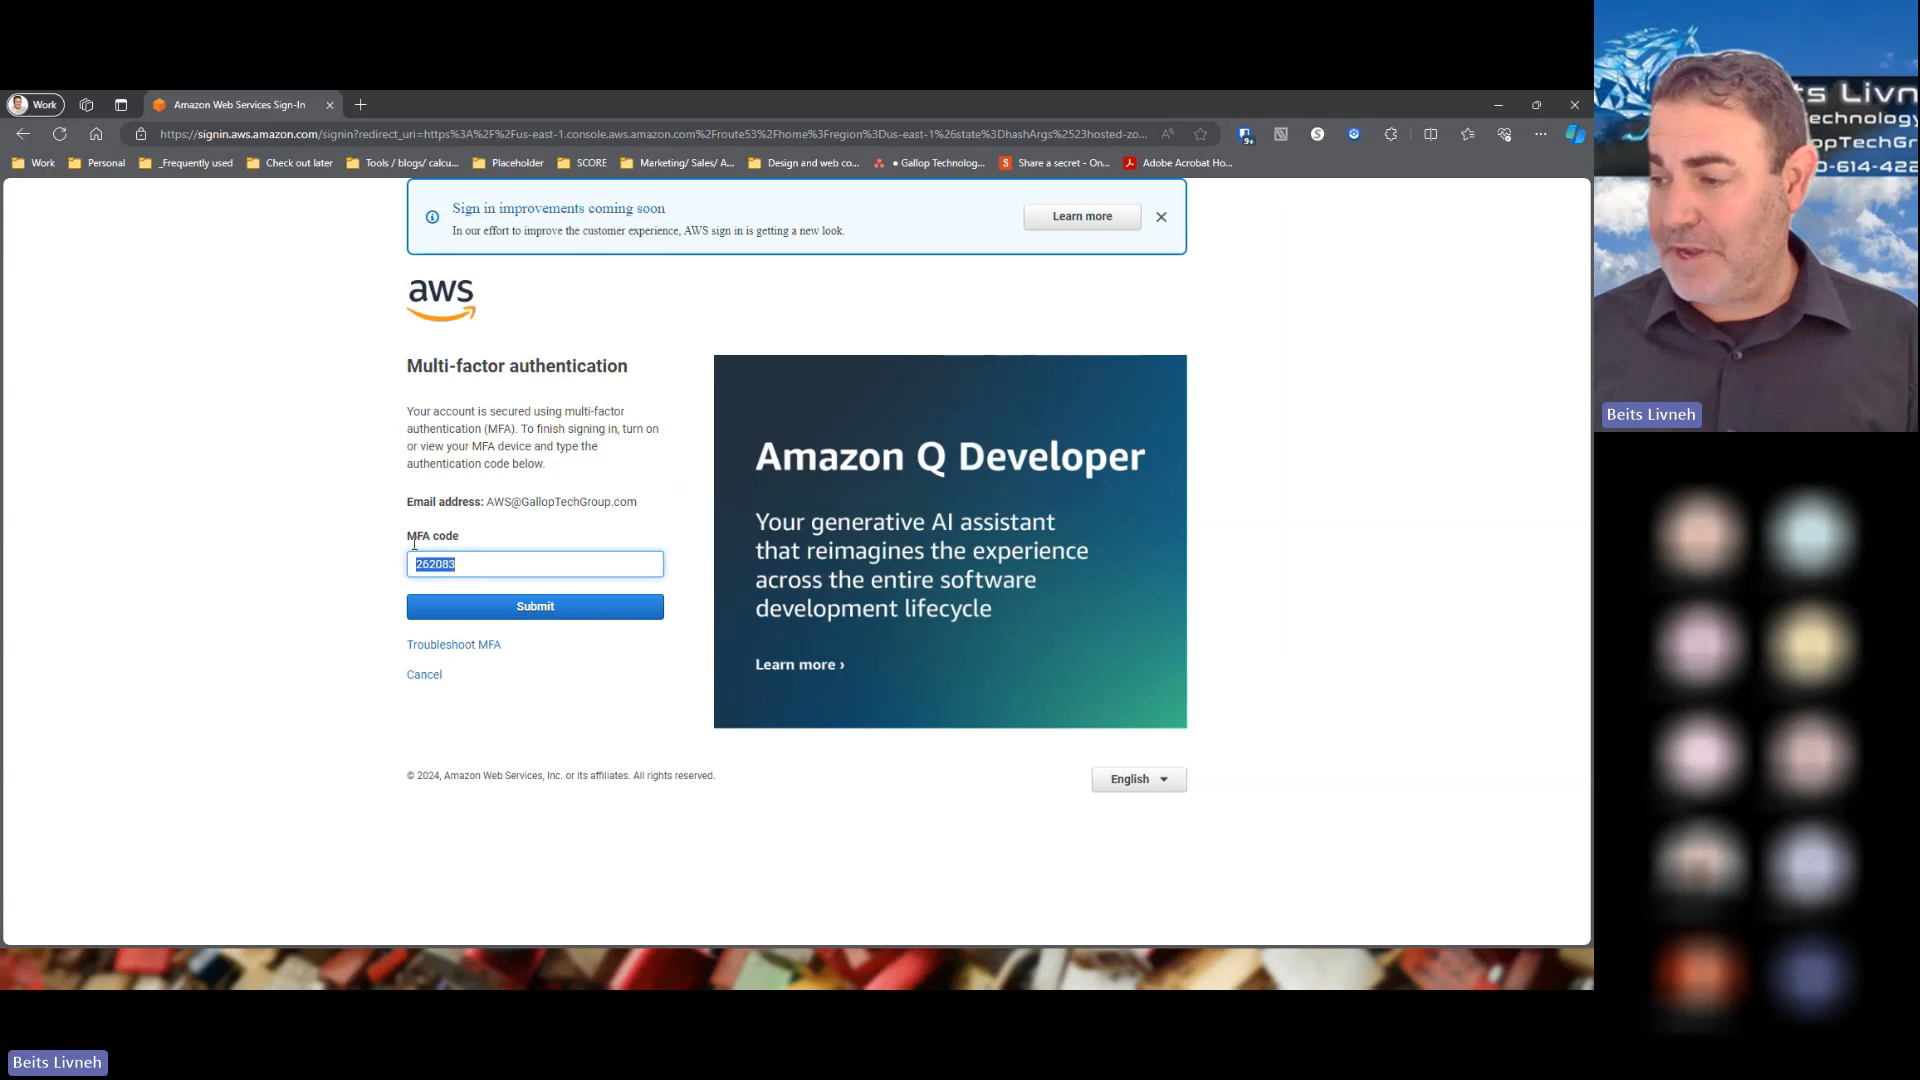 Work
Amazon Web Services Sign-In
https://signin.aws.amazon.com/signin?redirect_uri=https%3A%2F%2Fus-east-1.console.aws.amazon.com%2Froute53%2Fhome%3Fregion%3Dus-east-1%26state%3DhashArgs%2523hosted-zo...
Work
Personal
_Frequently used
Check out later
Tools / blogs/ calcu...
Placeholder
SCORE
Marketing/ Sales/ A...
Design and web co...
● Gallop Technolog...
Share a secret - On...
Adobe Acrobat Ho...
Sign in improvements coming soon
In our effort to improve the customer experience, AWS sign in is getting a new look.
Learn more
aws
Multi-factor authentication
Your account is secured using multi-factor
authentication (MFA). To finish signing in, turn on
or view your MFA device and type the
authentication code below.
Email address: AWS@GallopTechGroup.com
MFA code
262083
Submit
Troubleshoot MFA
Cancel
Amazon Q Developer
Your generative AI assistant
that reimagines the experience
across the entire software
development lifecycle
Learn more ›
© 2024, Amazon Web Services, Inc. or its affiliates. All rights reserved.
English
ts Livn
echnology
opTechGr
0-614-422
Beits Livneh
Beits Livneh